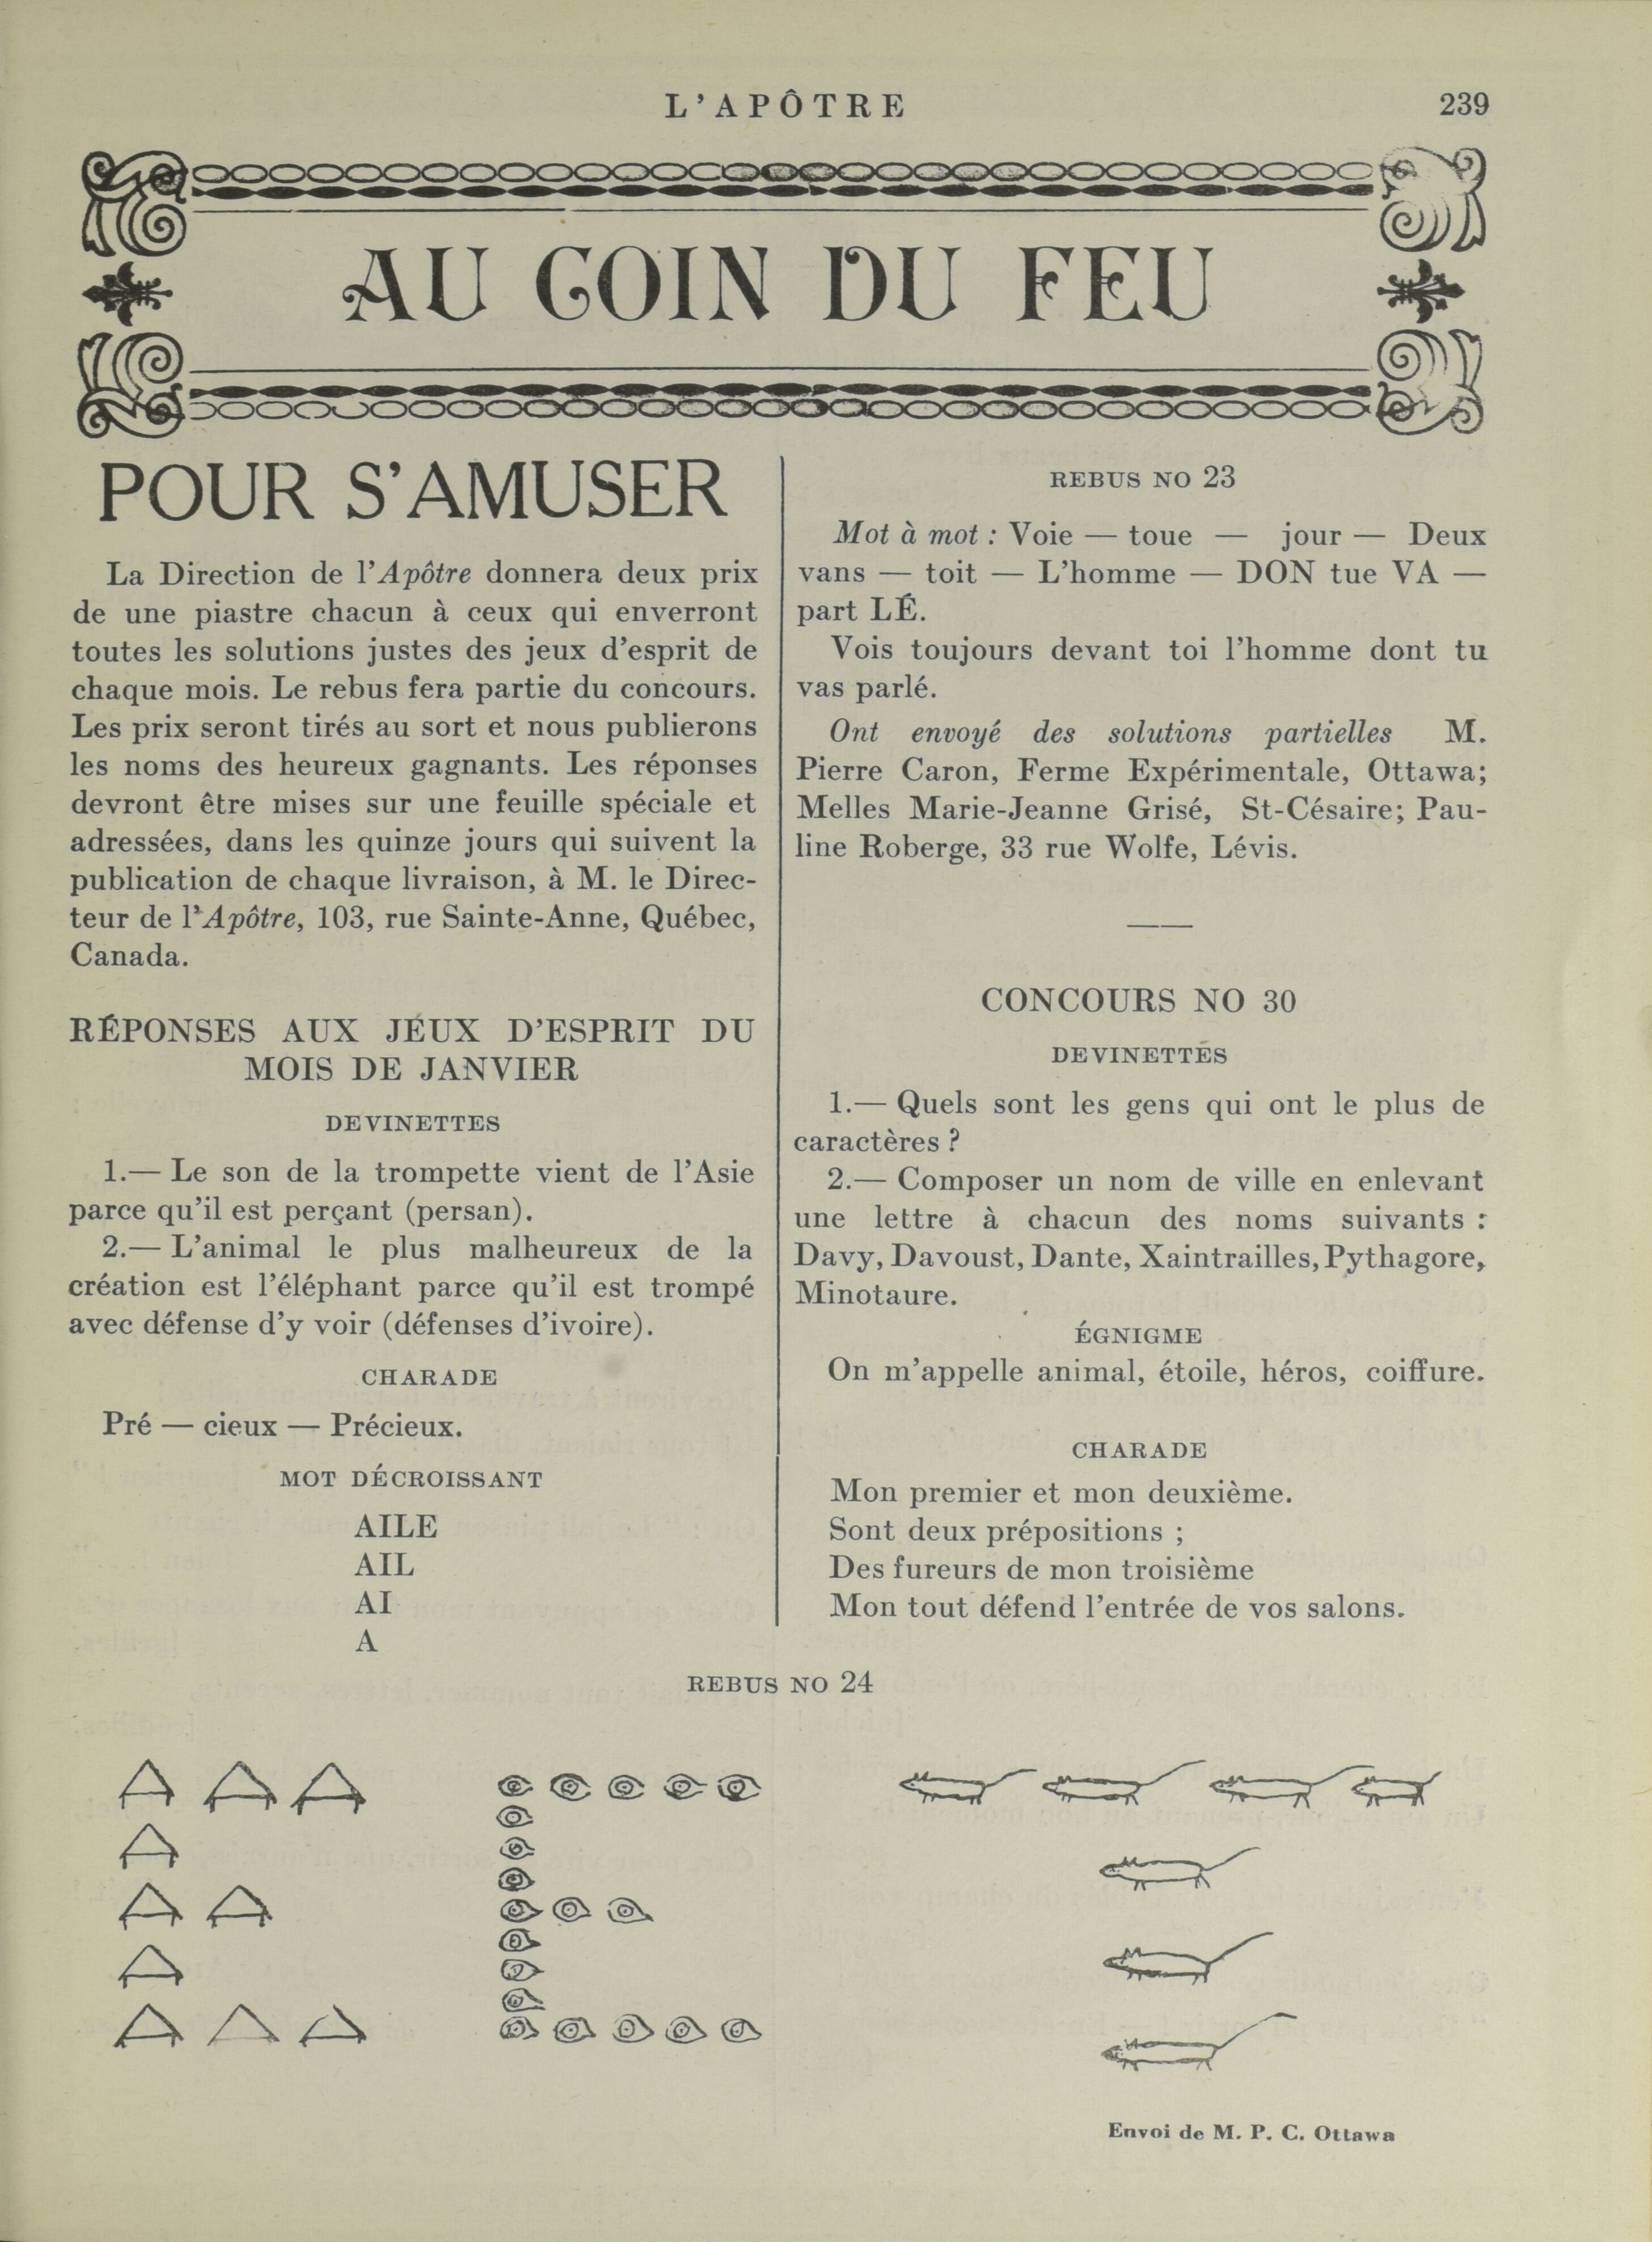 L'APÔTRE
239
AU COIN DU FEU
POUR S'AMUSER
La Direction de l'Apôtre donnera deux prix
de une piastre chacun à ceux qui enverront
toutes les solutions justes des jeux d'esprit de
chaque mois. Le rebus fera partie du concours.
Les prix seront tirés au sort et nous publierons
les noms des heureux gagnants. Les réponses
devront être mises sur une feuille spéciale et
adressées, dans les quinze jours qui suivent la
publication de chaque livraison, à M. le Direc-
teur de l'Apôtre, 103, rue Sainte-Anne, Québec,
Canada.
RÉPONSES AUX JEUX D'ESPRIT DU
MOIS DE JANVIER
DEVINETTES
1.— Le son de la trompette vient de l'Asie
parce qu'il est perçant (persan).
2.— L'animal le plus malheureux de la
création est l'éléphant parce qu'il est trompé
avec défense d'y voir (défenses d'ivoire).
CHARADE
Pré — cieux — Précieux.
MOT DÉCROISSANT
AILE
AIL
AI
A
REBUS NO 23
Mot à mot : Voie — toue — jour — Deux
vans — toit — L'homme — DON tue VA —
part LÉ.
Vois toujours devant toi l'homme dont tu
vas parlé.
Ont envoyé des solutions partielles M.
Pierre Caron, Ferme Expérimentale, Ottawa;
Melles Marie-Jeanne Grisé, St-Césaire; Pau-
line Roberge, 33 rue Wolfe, Lévis.
CONCOURS NO 30
DEVINETTES
1.— Quels sont les gens qui ont le plus de
caractères ?
2.— Composer un nom de ville en enlevant
une lettre à chacun des noms suivants :
Davy, Davoust, Dante, Xaintrailles, Pythagore,
Minotaure.
ÉGNIGME
On m'appelle animal, étoile, héros, coiffure.
CHARADE
Mon premier et mon deuxième.
Sont deux prépositions ;
Des fureurs de mon troisième
Mon tout défend l'entrée de vos salons.
REBUS NO 24
Envoi de M. P. C. Ottawa